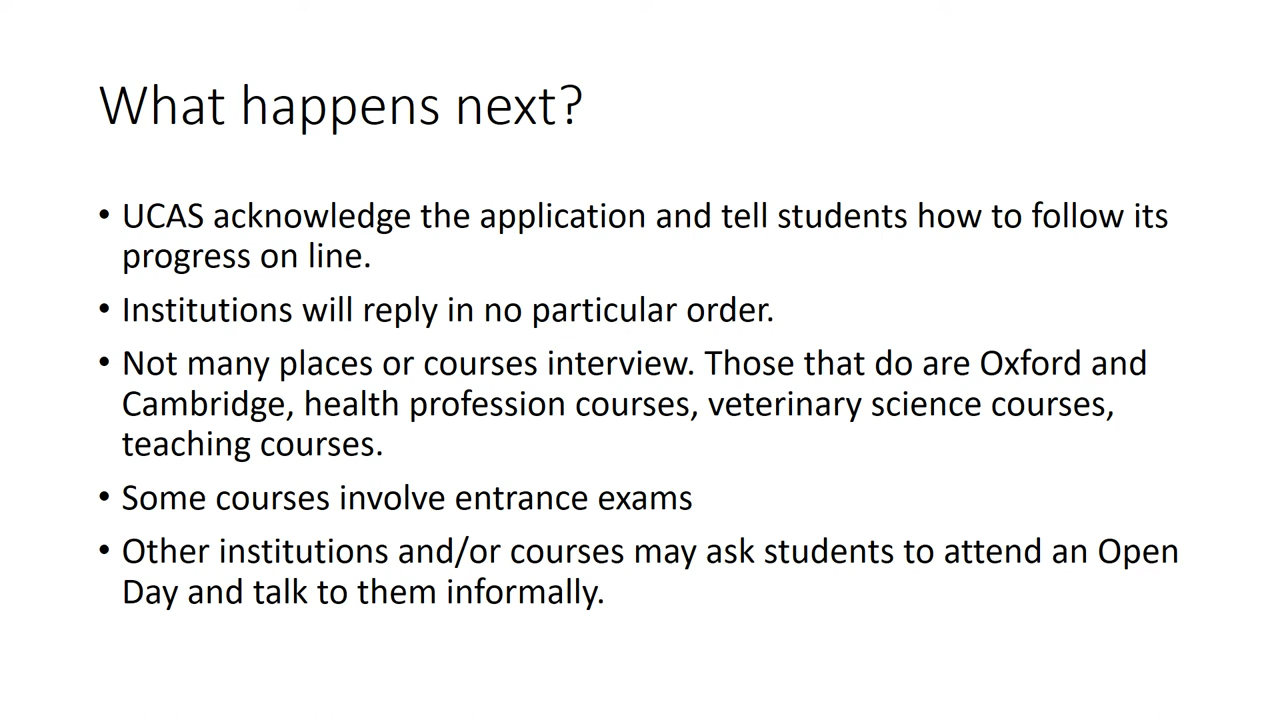 What happens next?
• UCAS acknowledge the application and tell students how to follow its
progress on line.
• Institutions will reply in no particular order.
• Not many places or courses interview. Those that do are Oxford and
Cambridge, health profession courses, veterinary science courses,
teaching courses.
• Some courses involve entrance exams
• Other institutions and/or courses may ask students to attend an Open
Day and talk to them informally.